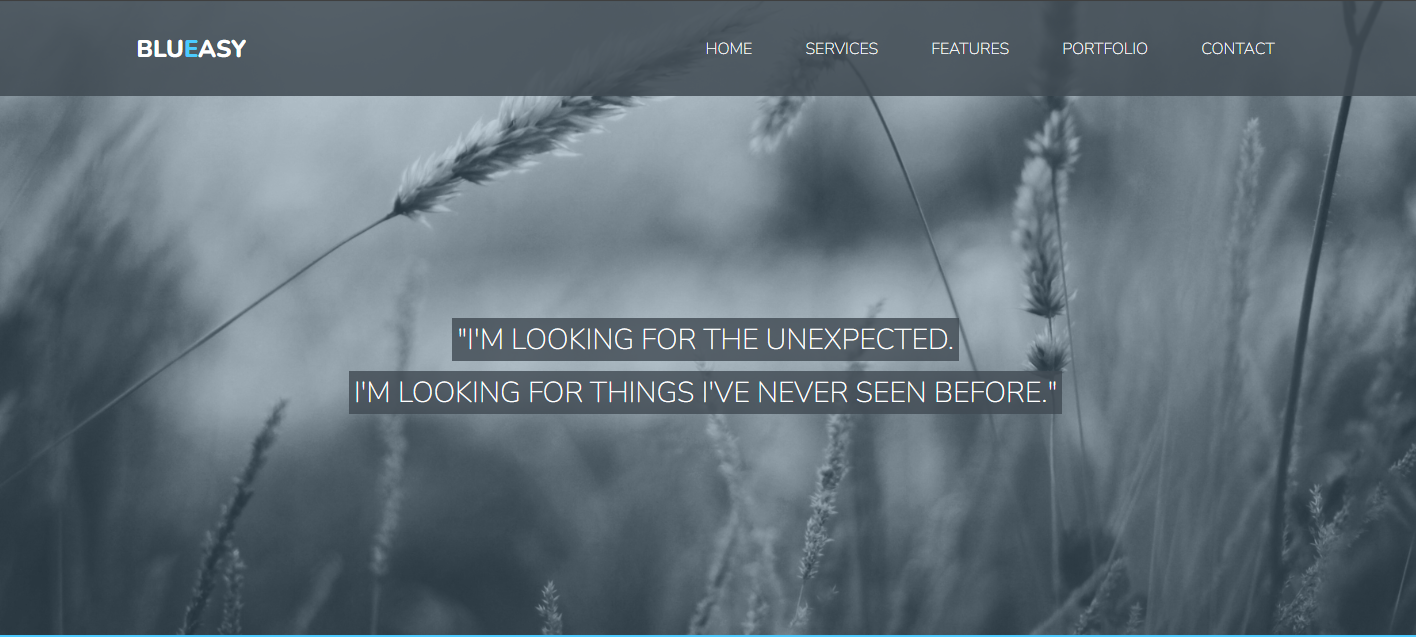 BLUEASY
HOME SERVICES FEATURES PORTFOLIO CONTACT
"I'M LOOKING FOR THE UNEXPECTED.
I'M LOOKING FOR THINGS I'VE NEVER SEEN BEFORE."